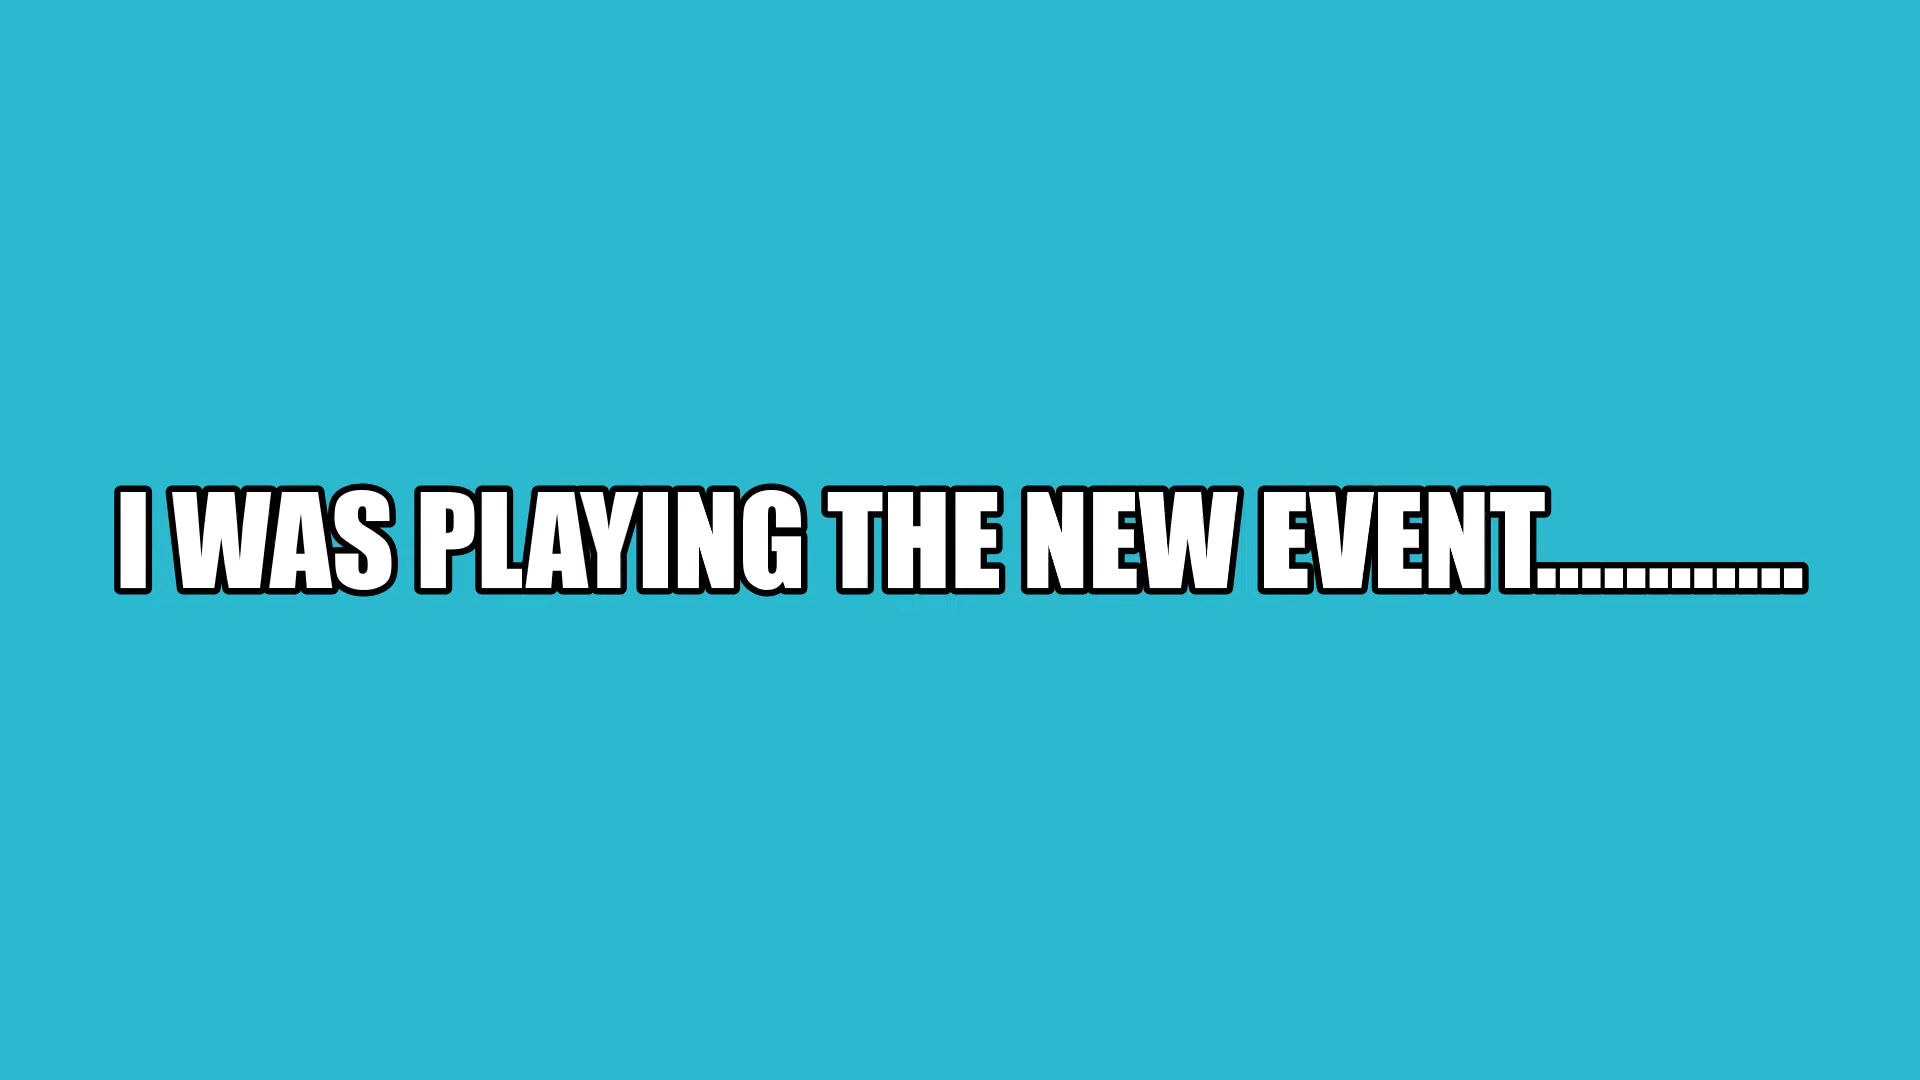 I WAS PLAYING THE NEW EVENT............